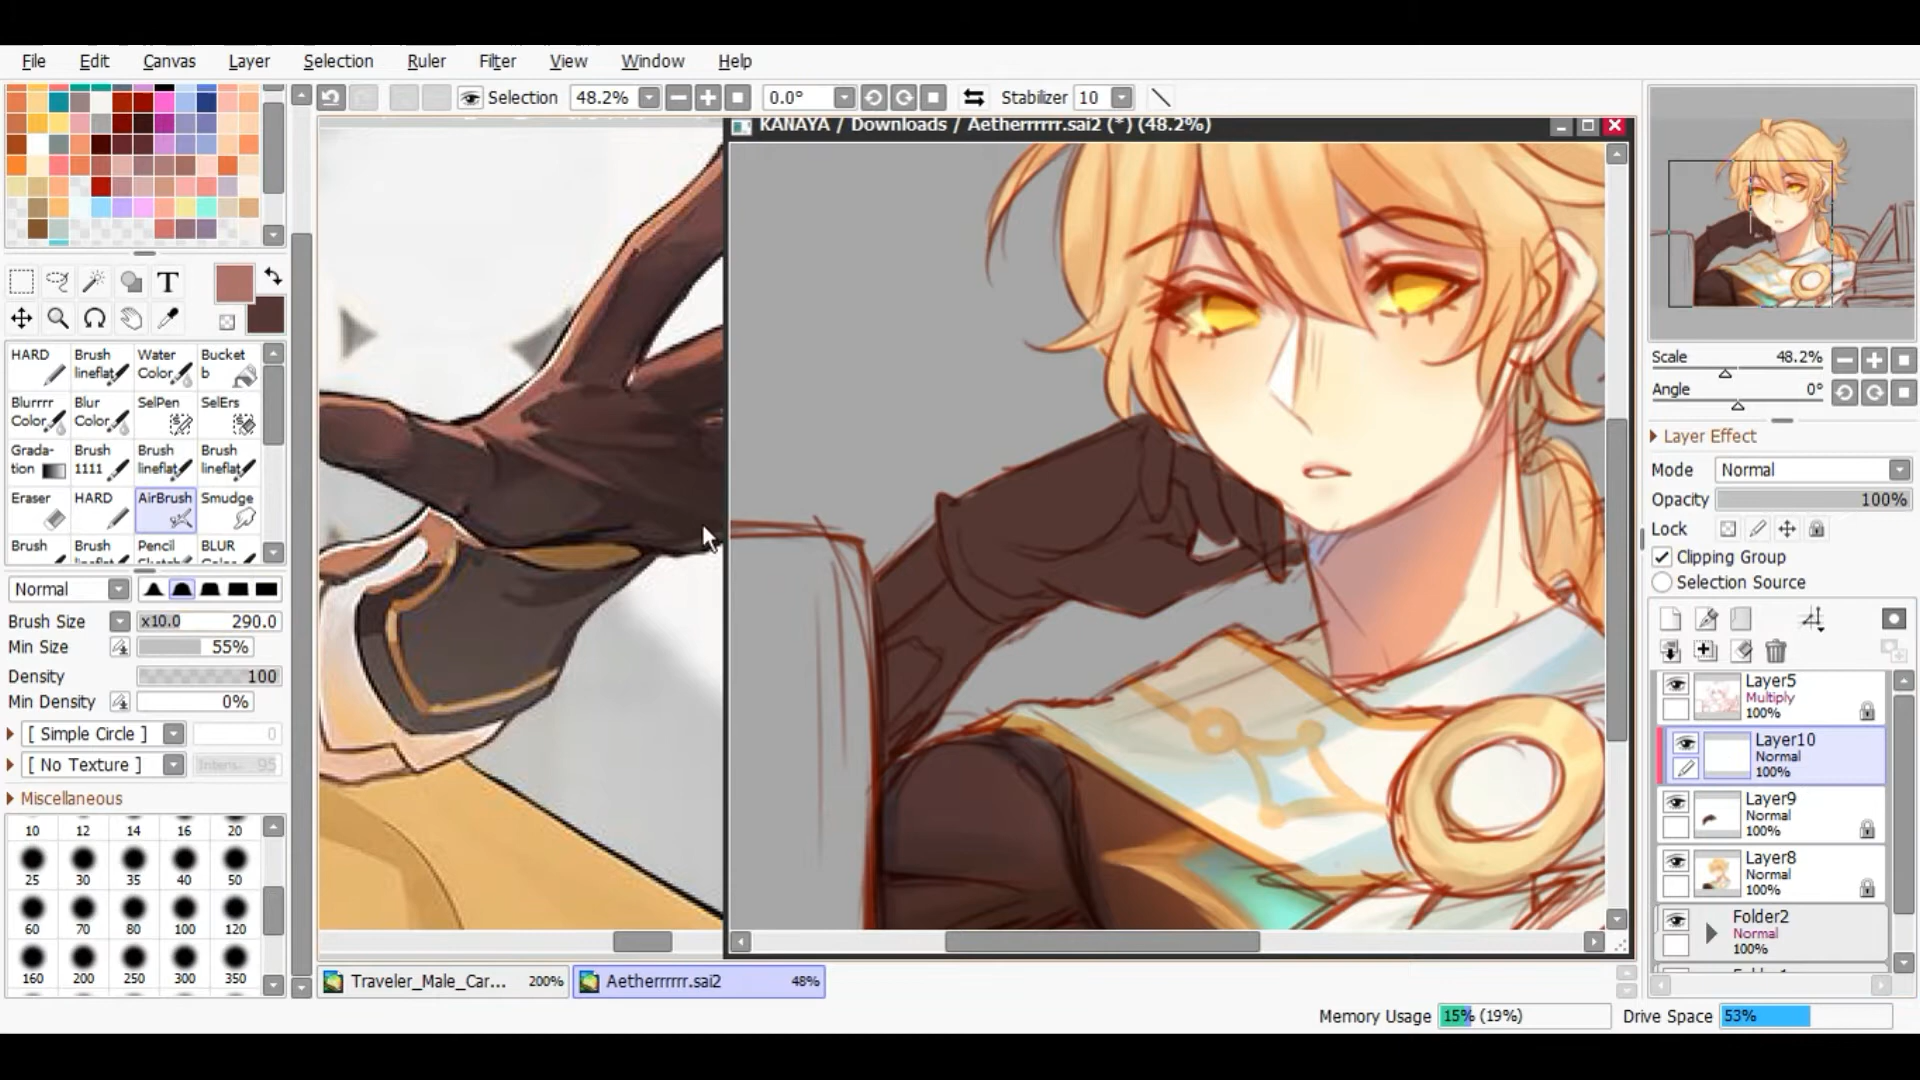 File Edit Canvas Layer Selection Ruler Filter View Window Help
Selection 48.2% 0.0° Stabilizer 10
KANAYA / Downloads / Aetherrrrrr.sai2 (*) (48.2%)
T
HARD Brush lineflat Water Color Bucket b
Blurrrr Color Blur Color SelPen SelErs
Grada-tion Brush 1111 Brush lineflat Brush lineflat
Eraser HARD AirBrush Smudge
Brush Brush Pencil BLUR
Normal
Brush Size x10.0 290.0
Min Size 55%
Density 100
Min Density 0%
[ Simple Circle ] 0
[ No Texture ] 95
Miscellaneous
10 12 14 16 20
25 30 35 40 50
60 70 80 100 120
160 200 250 300 350
Traveler_Male_Car... 200% Aetherrrrrr.sai2 48%
Scale 48.2%
Angle 0°
Layer Effect
Mode Normal
Opacity 100%
Lock
Clipping Group
Selection Source
Layer5
Multiply
100%
Layer10
Normal
100%
Layer9
Normal
100%
Layer8
Normal
100%
Folder2
Normal
100%
Memory Usage 15% (19%) Drive Space 53%